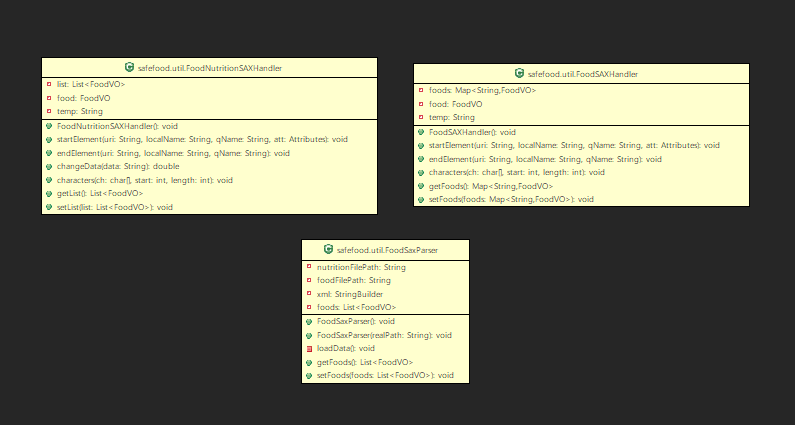 safefood.util.FoodNutritionSAXHandler
list: List<FoodVO>
food: FoodVO
temp: String
FoodNutritionSAXHandler(): void
startElement(uri: String, localName: String, qName: String, att: Attributes): void
endElement(uri: String, localName: String, qName: String): void
changeData(data: String): double
characters(ch: char[], start: int, length: int): void
getList(): List<FoodVO>
setList(list: List<FoodVO>): void
safefood.util.FoodSAXHandler
foods: Map<String,FoodVO>
food: FoodVO
temp: String
FoodSAXHandler(): void
startElement(uri: String, localName: String, qName: String, att: Attributes): void
endElement(uri: String, localName: String, qName: String): void
characters(ch: char[], start: int, length: int): void
getFoods(): Map<String,FoodVO>
setFoods(foods: Map<String,FoodVO>): void
safefood.util.FoodSaxParser
nutritionFilePath: String
foodFilePath: String
xml: StringBuilder
foods: List<FoodVO>
FoodSaxParser(): void
FoodSaxParser(realPath: String): void
loadData(): void
getFoods(): List<FoodVO>
setFoods(foods: List<FoodVO>): void